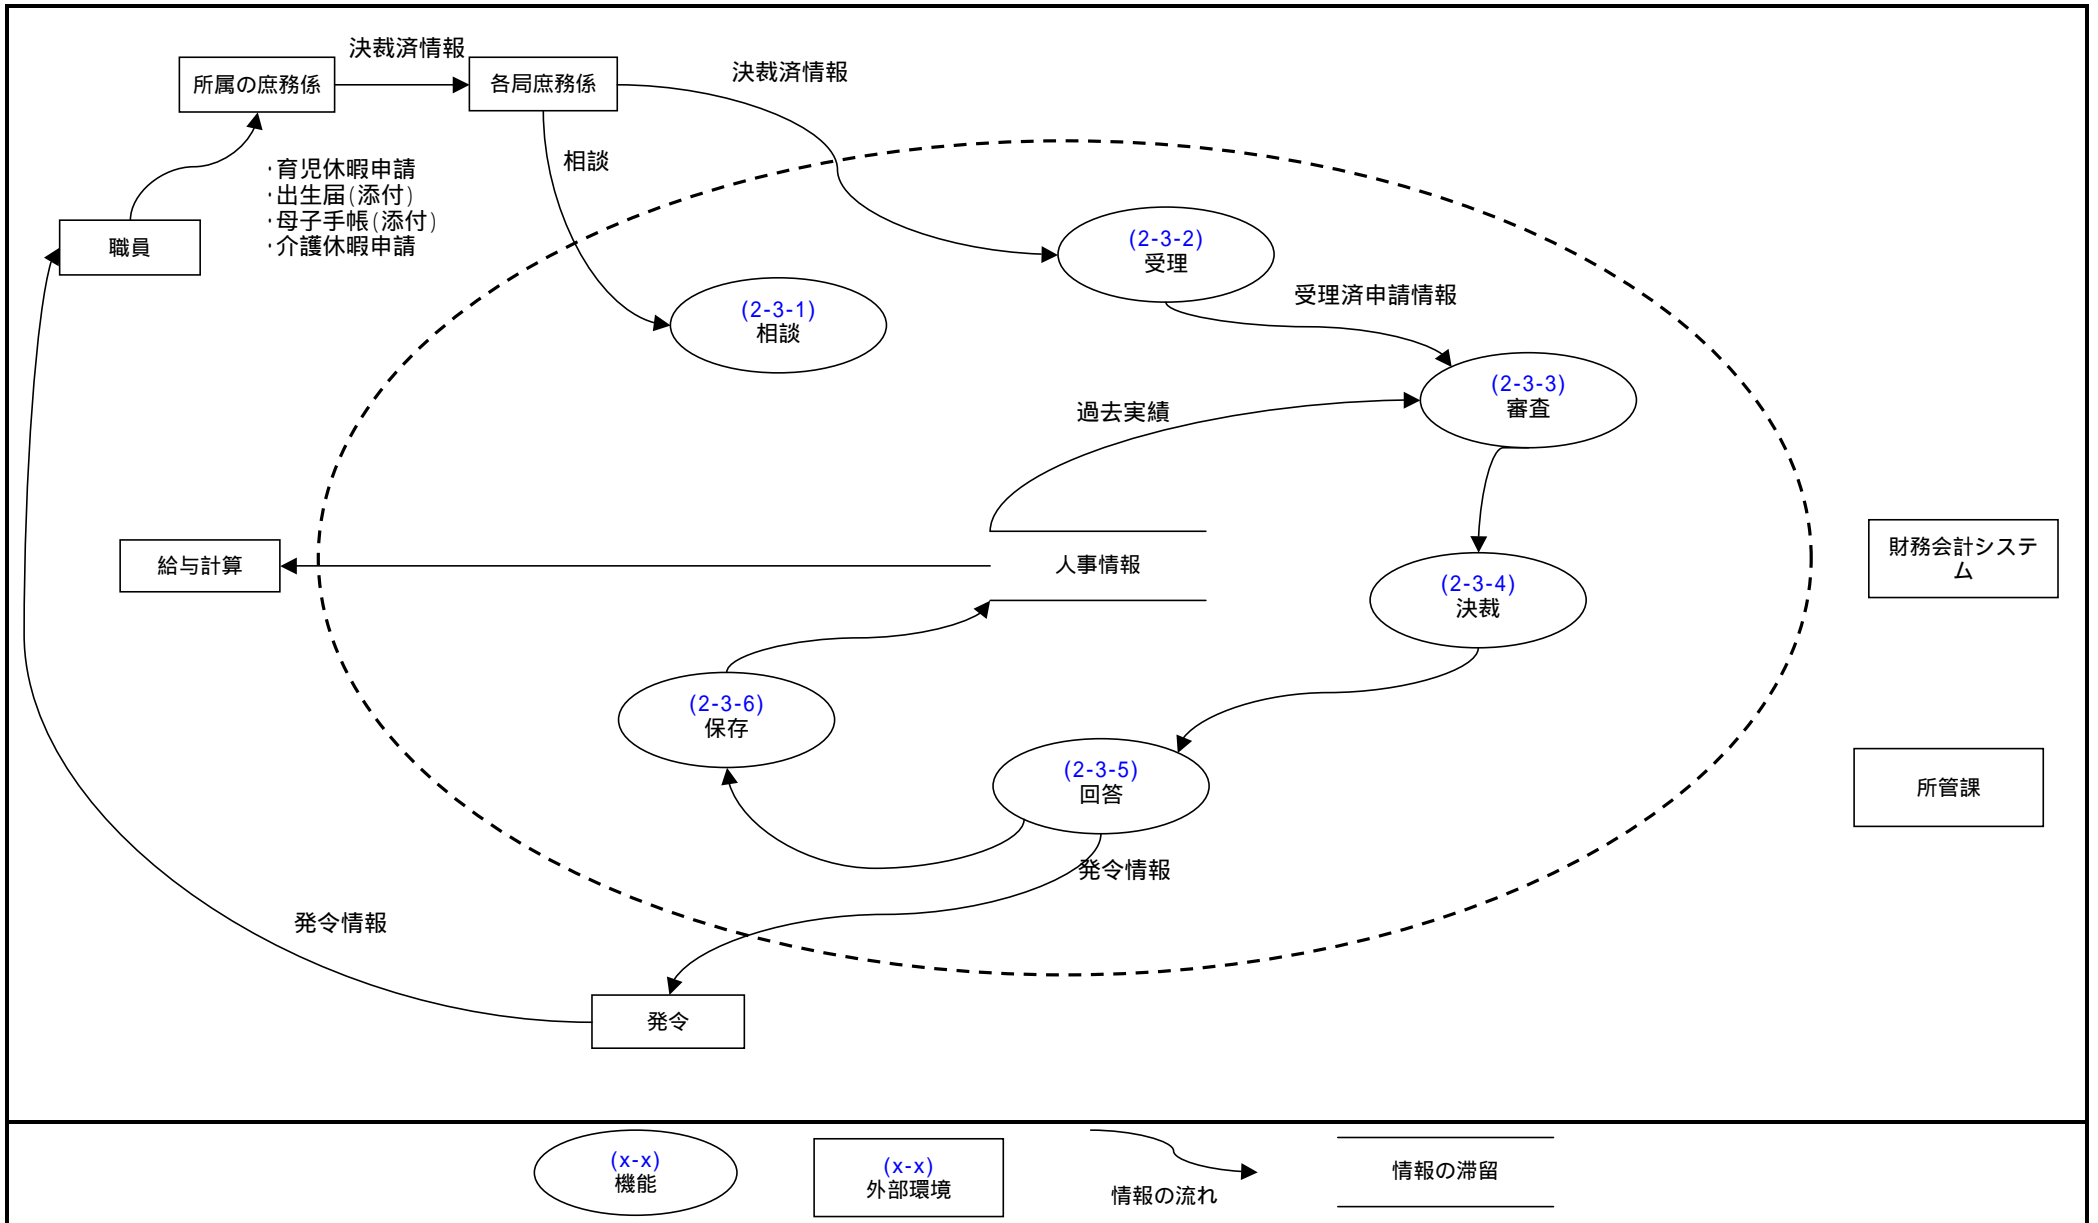 決裁済情報
所属の庶務係
各局庶務係
決裁済情報
相談
・育児休暇申請
・出生届(添付)
・母子手帳(添付)
・介護休暇申請
職員
(2-3-2)
受理
(2-3-1)
相談
受理済申請情報
(2-3-3)
審査
過去実績
給与計算
人事情報
財務会計システ
ム
(2-3-4)
決裁
(2-3-6)
保存
(2-3-5)
回答
所管課
発令情報
発令情報
発令
(x-x)
機能
(x-x)
外部環境
情報の流れ
情報の滞留